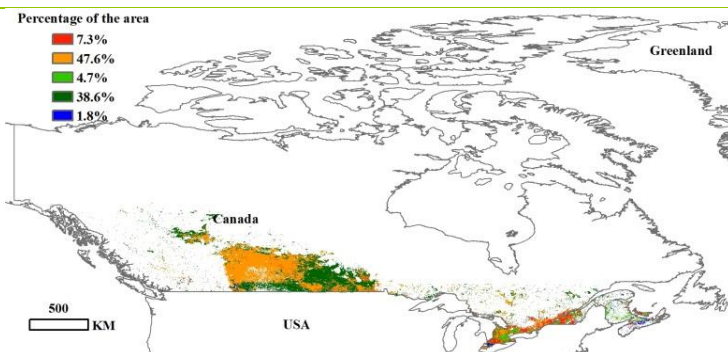 Percentage of the area
7.3%
47.6%
4.7%
38.6%
1.8%
Greenland
Canada
500
KM
USA